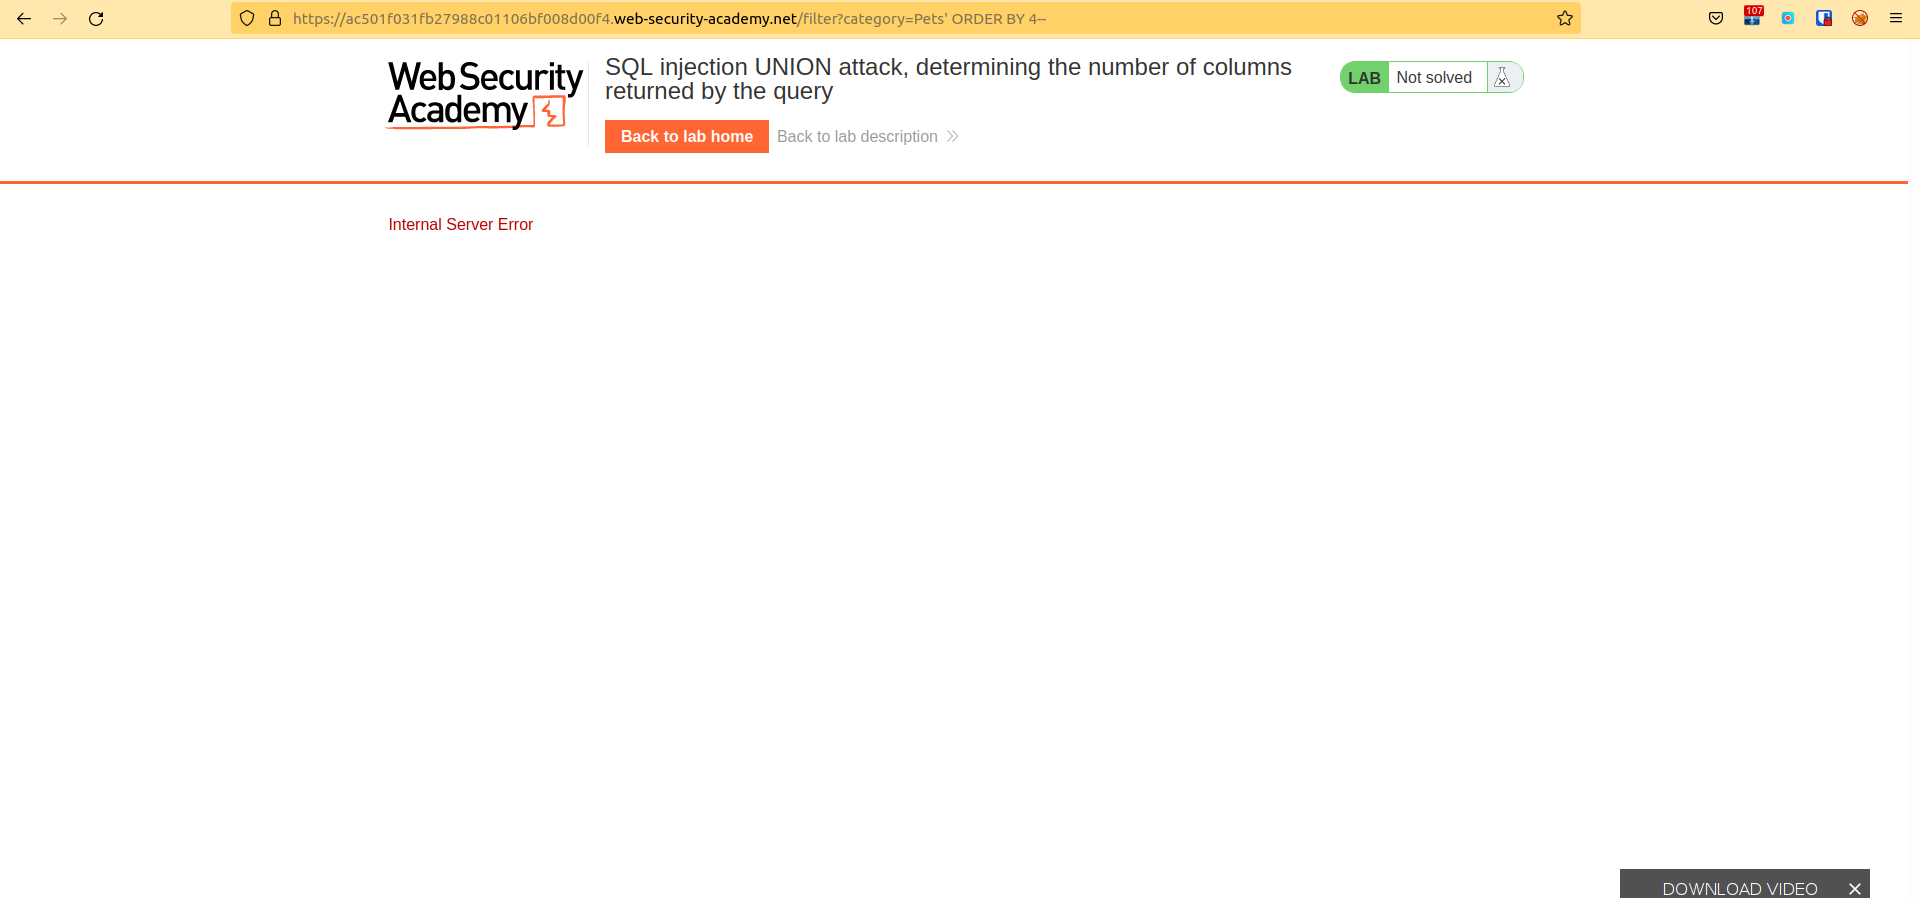 https://ac501f031fb27988c01106bf008d00f4.web-security-academy.net/filter?category=Pets' ORDER BY 4--
107
Web Security
Academy
SQL injection UNION attack, determining the number of columns
returned by the query
LAB Not solved
Back to lab home
Back to lab description
Internal Server Error
DOWNLOAD VIDEO